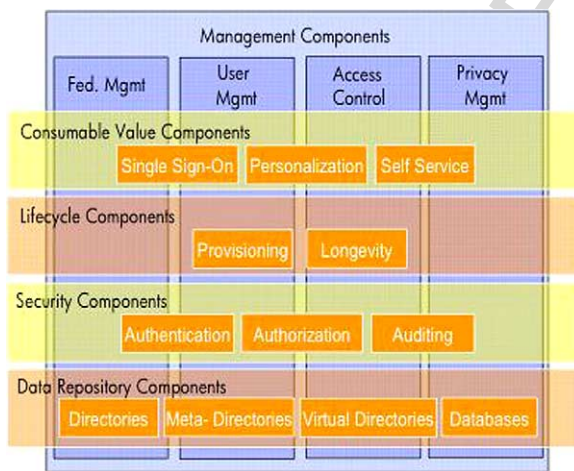 Management Components
Fed. Mgmt
User
Mgmt
Access
Control
Privacy
Mgmt
Consumable Value Components
Single Sign-On
Personalization
Self Service
Lifecycle Components
Provisioning
Longevity
Security Components
Authentication
Authorization
Auditing
Data Repository Components
Directories
Meta- Directories
Virtual Directories
Databases